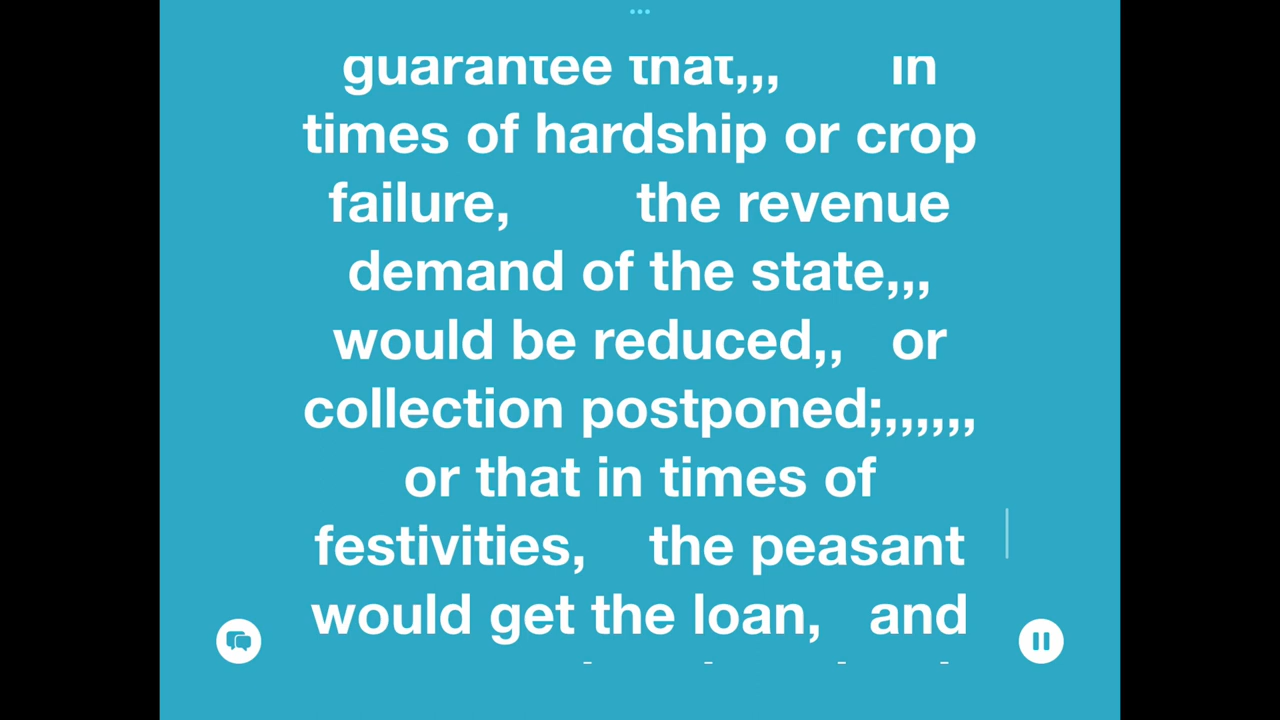 guarantee that,,, in
times of hardship or crop
failure, the revenue
demand of the state,,,
would be reduced,, or
collection postponed;,,,,,,
or that in times of
festivities, the peasant
would get the loan, and